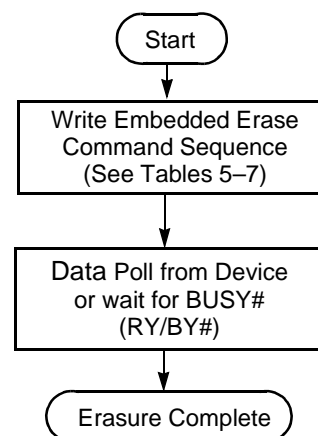 Start
Write Embedded Erase
Command Sequence
(See Tables 5–7)
Data Poll from Device
or wait for BUSY#
(RY/BY#)
Erasure Complete